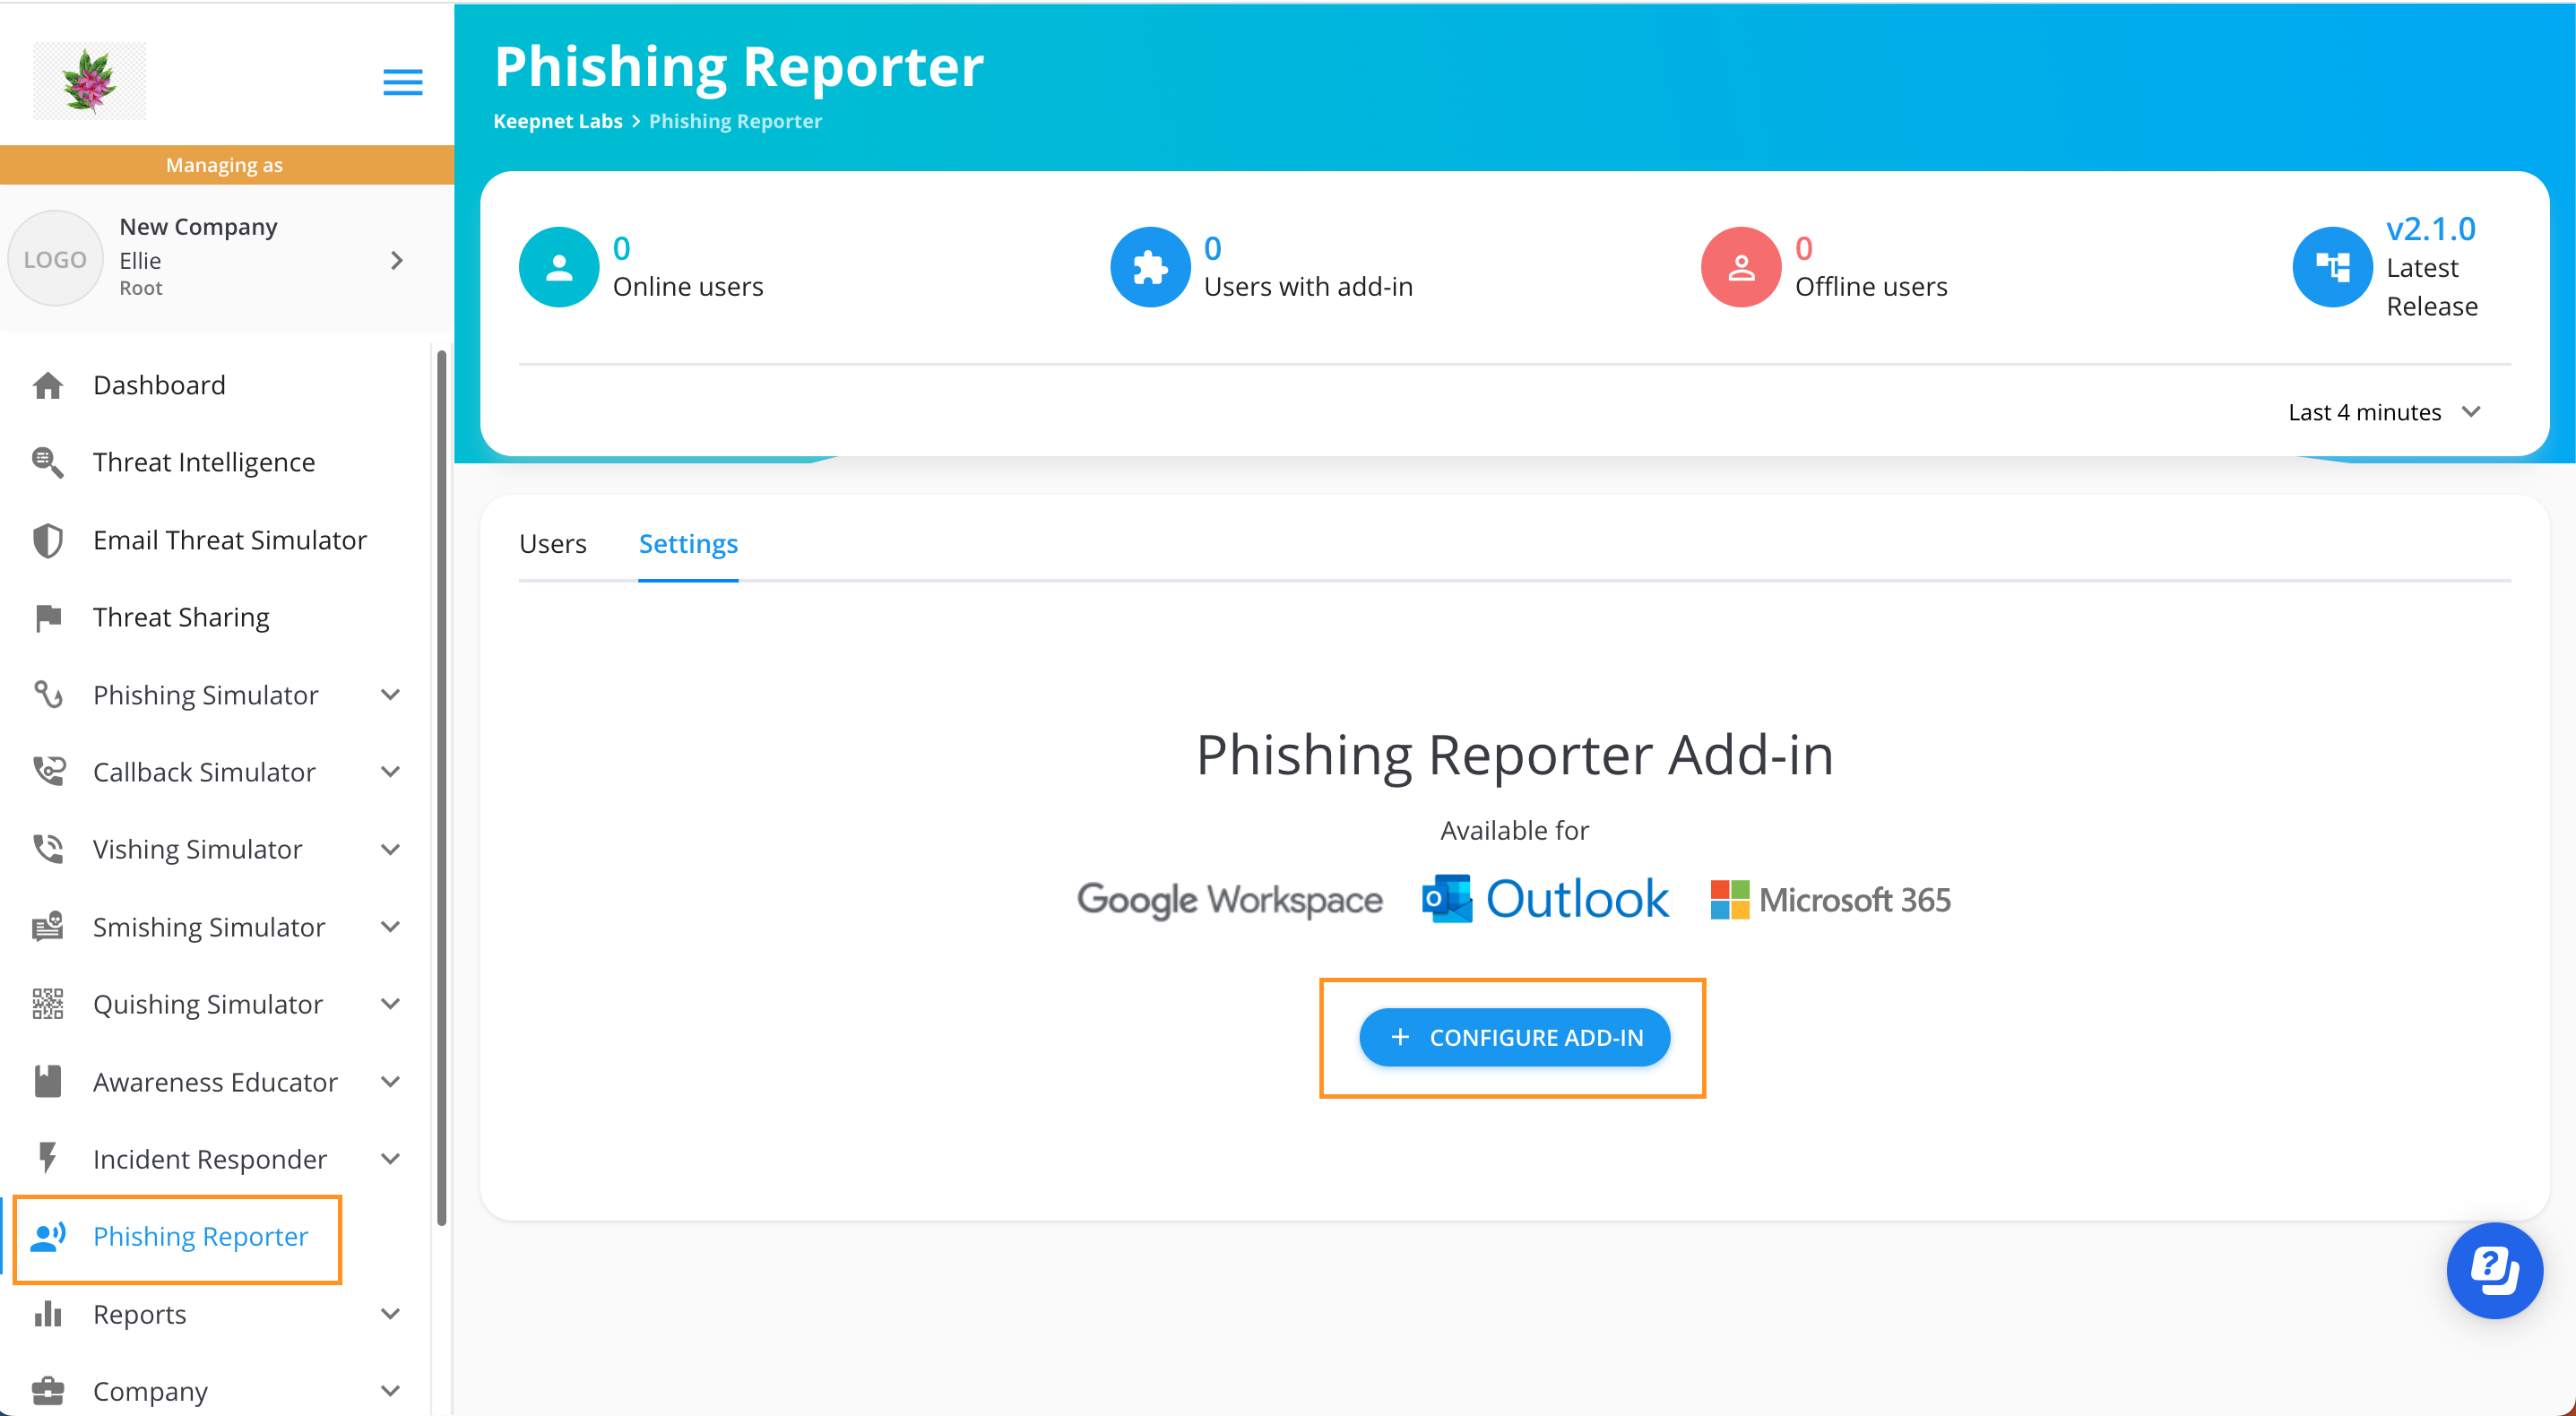 Managing as
LOGO
New Company
Ellie
Root
Dashboard
Threat Intelligence
Email Threat Simulator
Threat Sharing
Phishing Simulator
Callback Simulator
Vishing Simulator
Smishing Simulator
Quishing Simulator
Awareness Educator
Incident Responder
Phishing Reporter
Reports
Company
Phishing Reporter
Keepnet Labs > Phishing Reporter
0
Online users
0
Users with add-in
0
Offline users
v2.1.0
Latest
Release
Last 4 minutes
Users Settings
Phishing Reporter Add-in
Available for
Google Workspace Outlook Microsoft 365
+ CONFIGURE ADD-IN